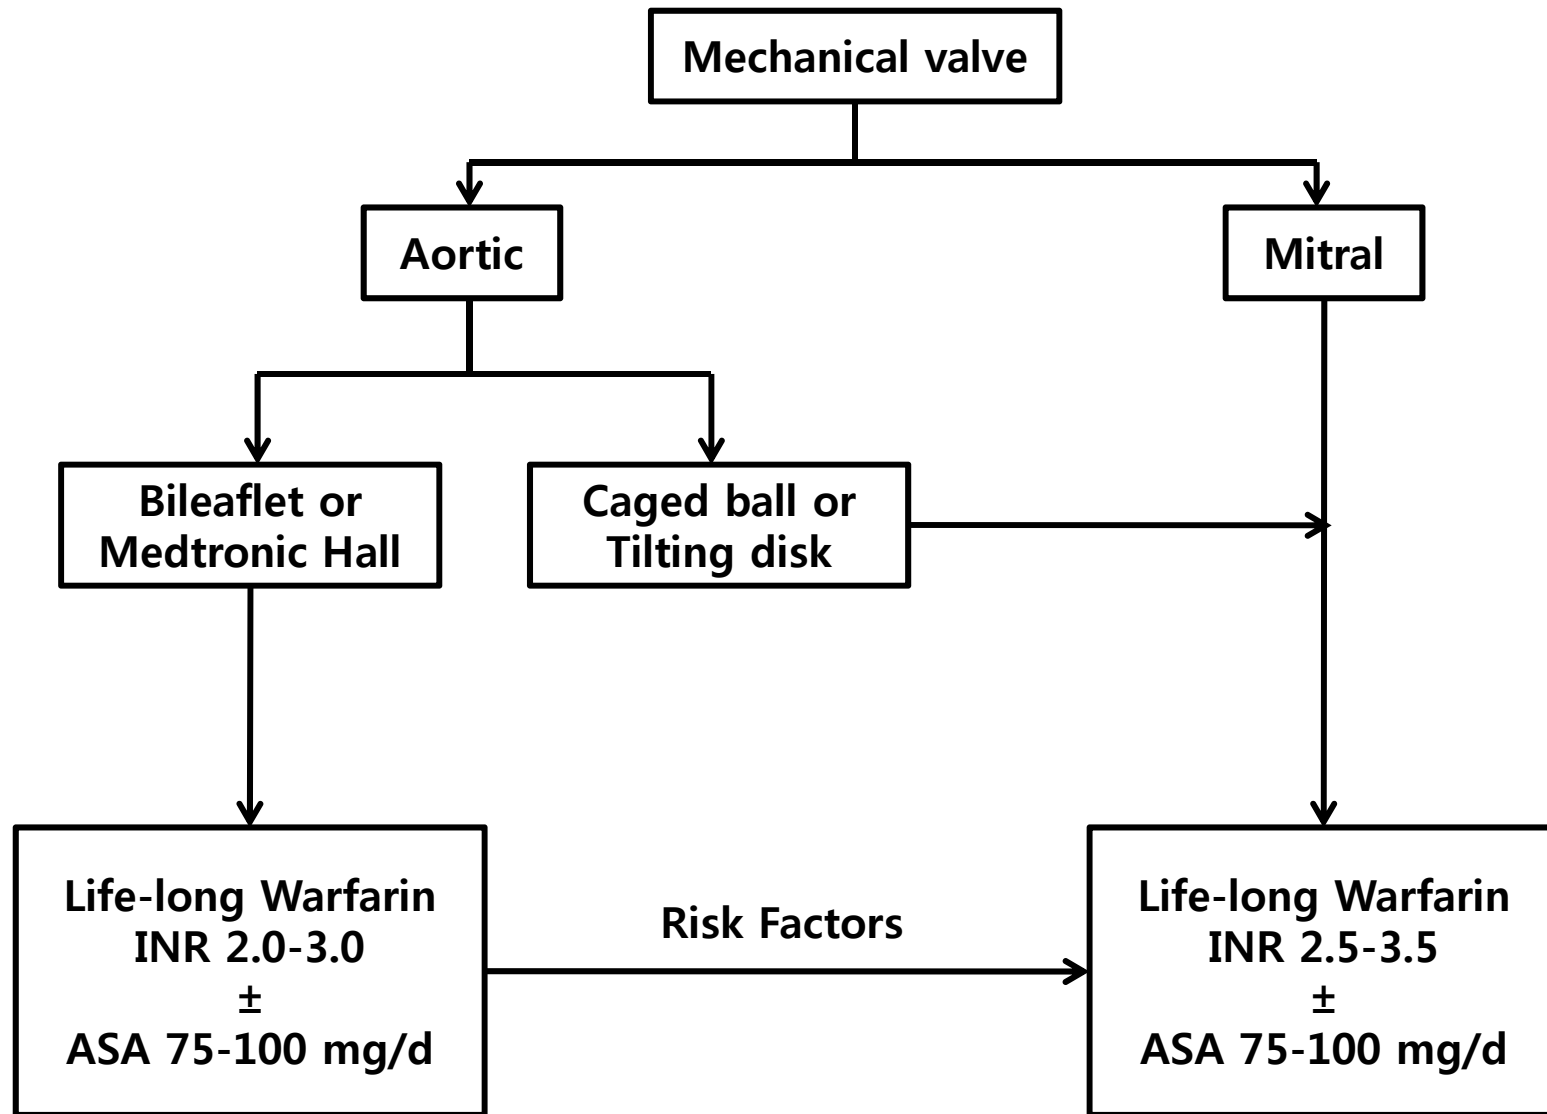 Mechanical valve
Aortic
Mitral
Bileaflet or
Medtronic Hall
Caged ball or
Tilting disk
Life-long Warfarin
INR 2.0-3.0
±
ASA 75-100 mg/d
Risk Factors
Life-long Warfarin
INR 2.5-3.5
±
ASA 75-100 mg/d